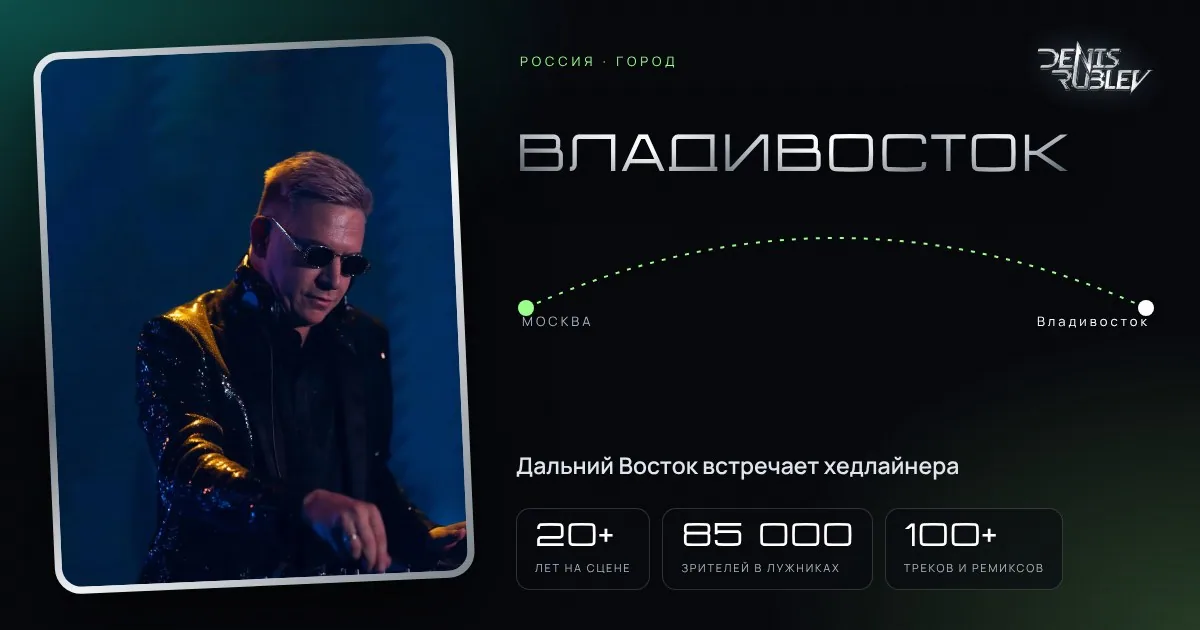 РОССИЯ · ГОРОД
DENIS
RUBLEV
ВЛАДИВОСТОК
МОСКВА
Владивосток
Дальний Восток встречает хедлайнера
20+
ЛЕТ НА СЦЕНЕ
85 000
ЗРИТЕЛЕЙ В ЛУЖНИКАХ
100+
ТРЕКОВ И РЕМИКСОВ